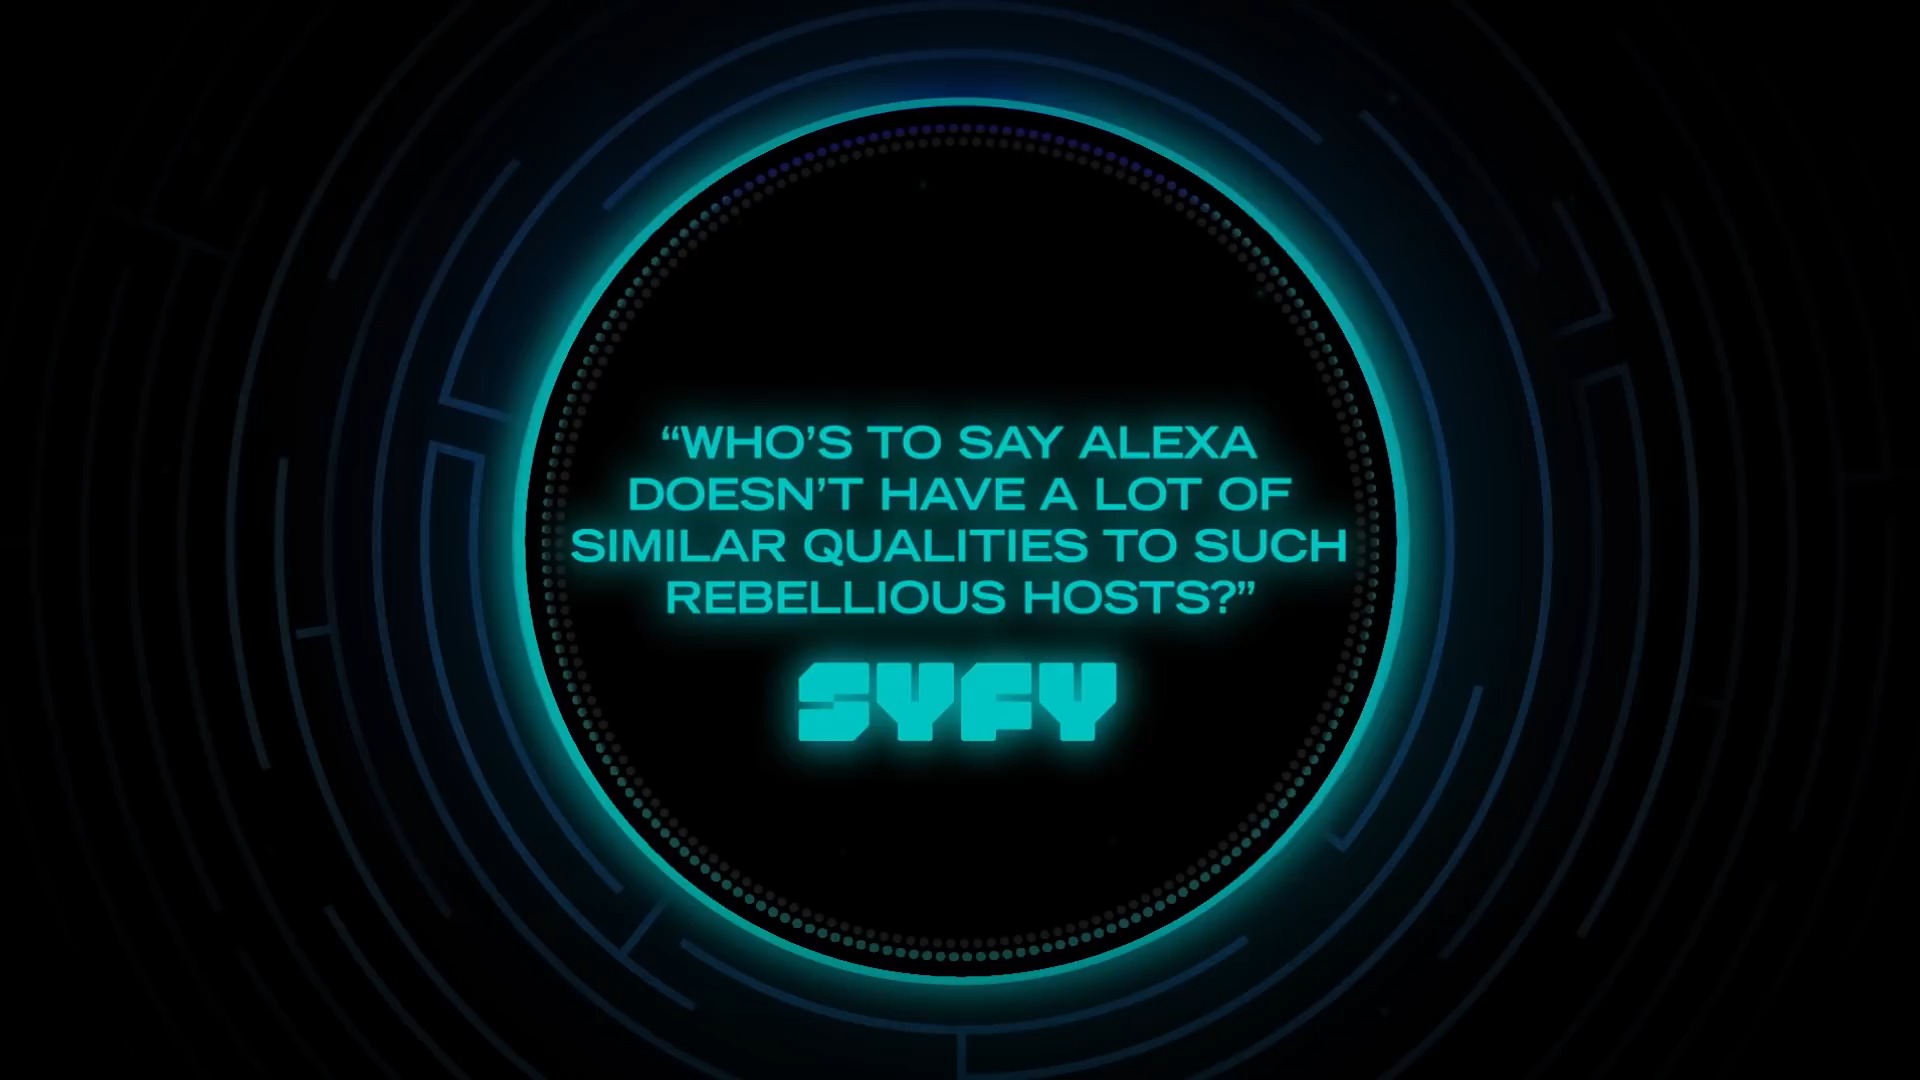 “WHO’S TO SAY ALEXA
DOESN’T HAVE A LOT OF
SIMILAR QUALITIES TO SUCH
REBELLIOUS HOSTS?”
SYFY